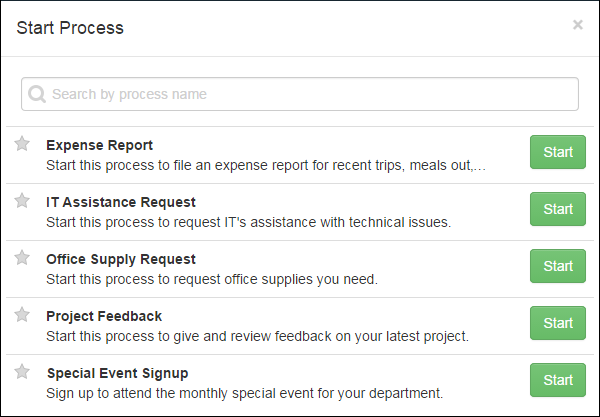 Start Process
×
Search by process name
Expense Report
Start
Start this process to file an expense report for recent trips, meals out,...
IT Assistance Request
Start
Start this process to request IT's assistance with technical issues.
Office Supply Request
Start
Start this process to request office supplies you need.
Project Feedback
Start
Start this process to give and review feedback on your latest project.
Special Event Signup
Start
Sign up to attend the monthly special event for your department.